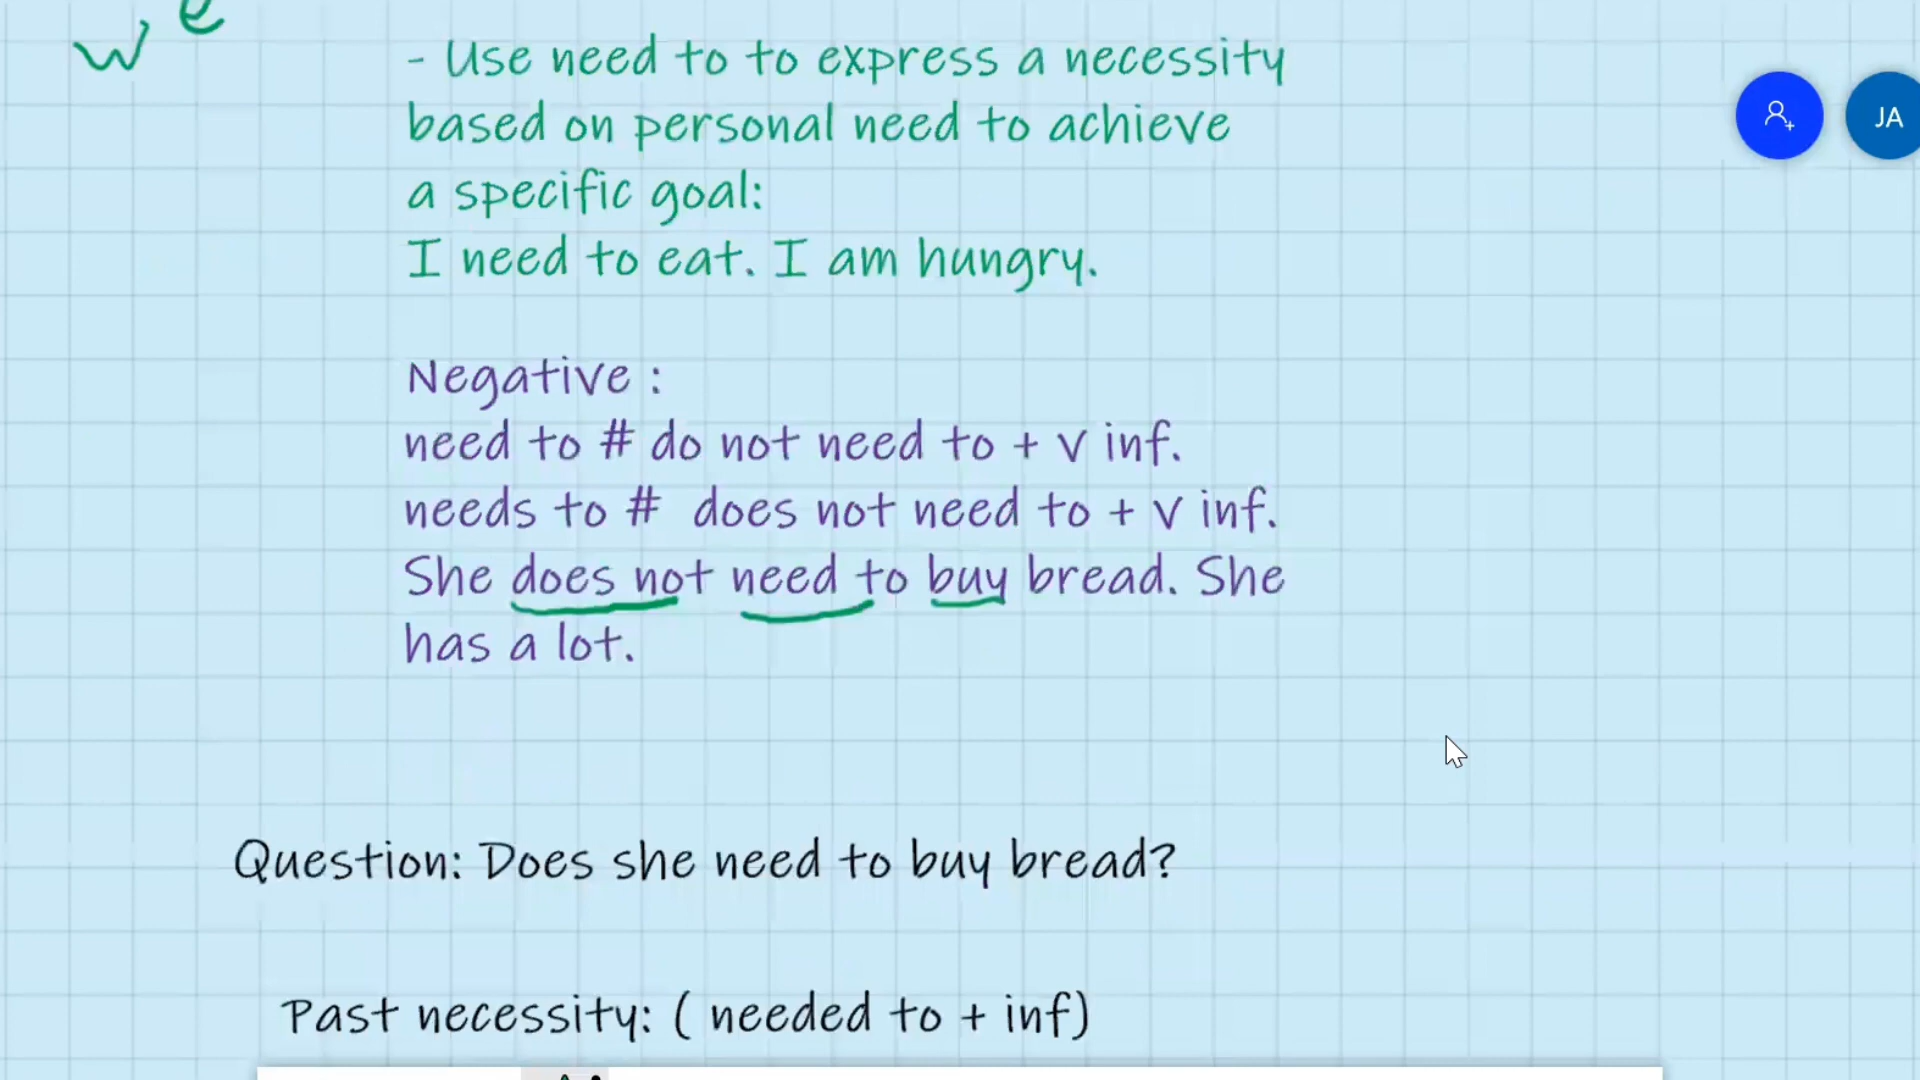 we
- Use need to to express a necessity
based on personal need to achieve
a specific goal:
I need to eat. I am hungry.
Negative :
need to # do not need to + v inf.
needs to # does not need to + v inf.
She does not need to buy bread. She
has a lot.
Question: Does she need to buy bread?
Past necessity: ( needed to + inf)
JA